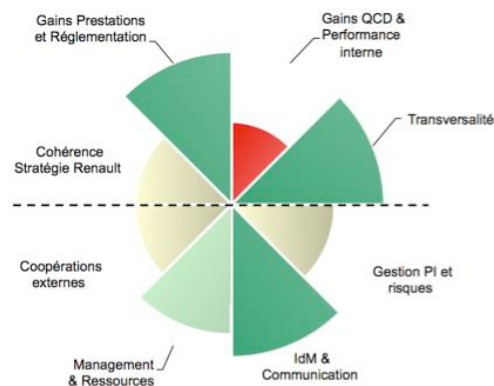 Gains Prestations
et Réglementation
Gains QCD &
Performance
interne
Transversalité
Cohérence
Stratégie Renault
Coopérations
externes
Gestion PI et
risques
Management
& Ressources
IdM &
Communication